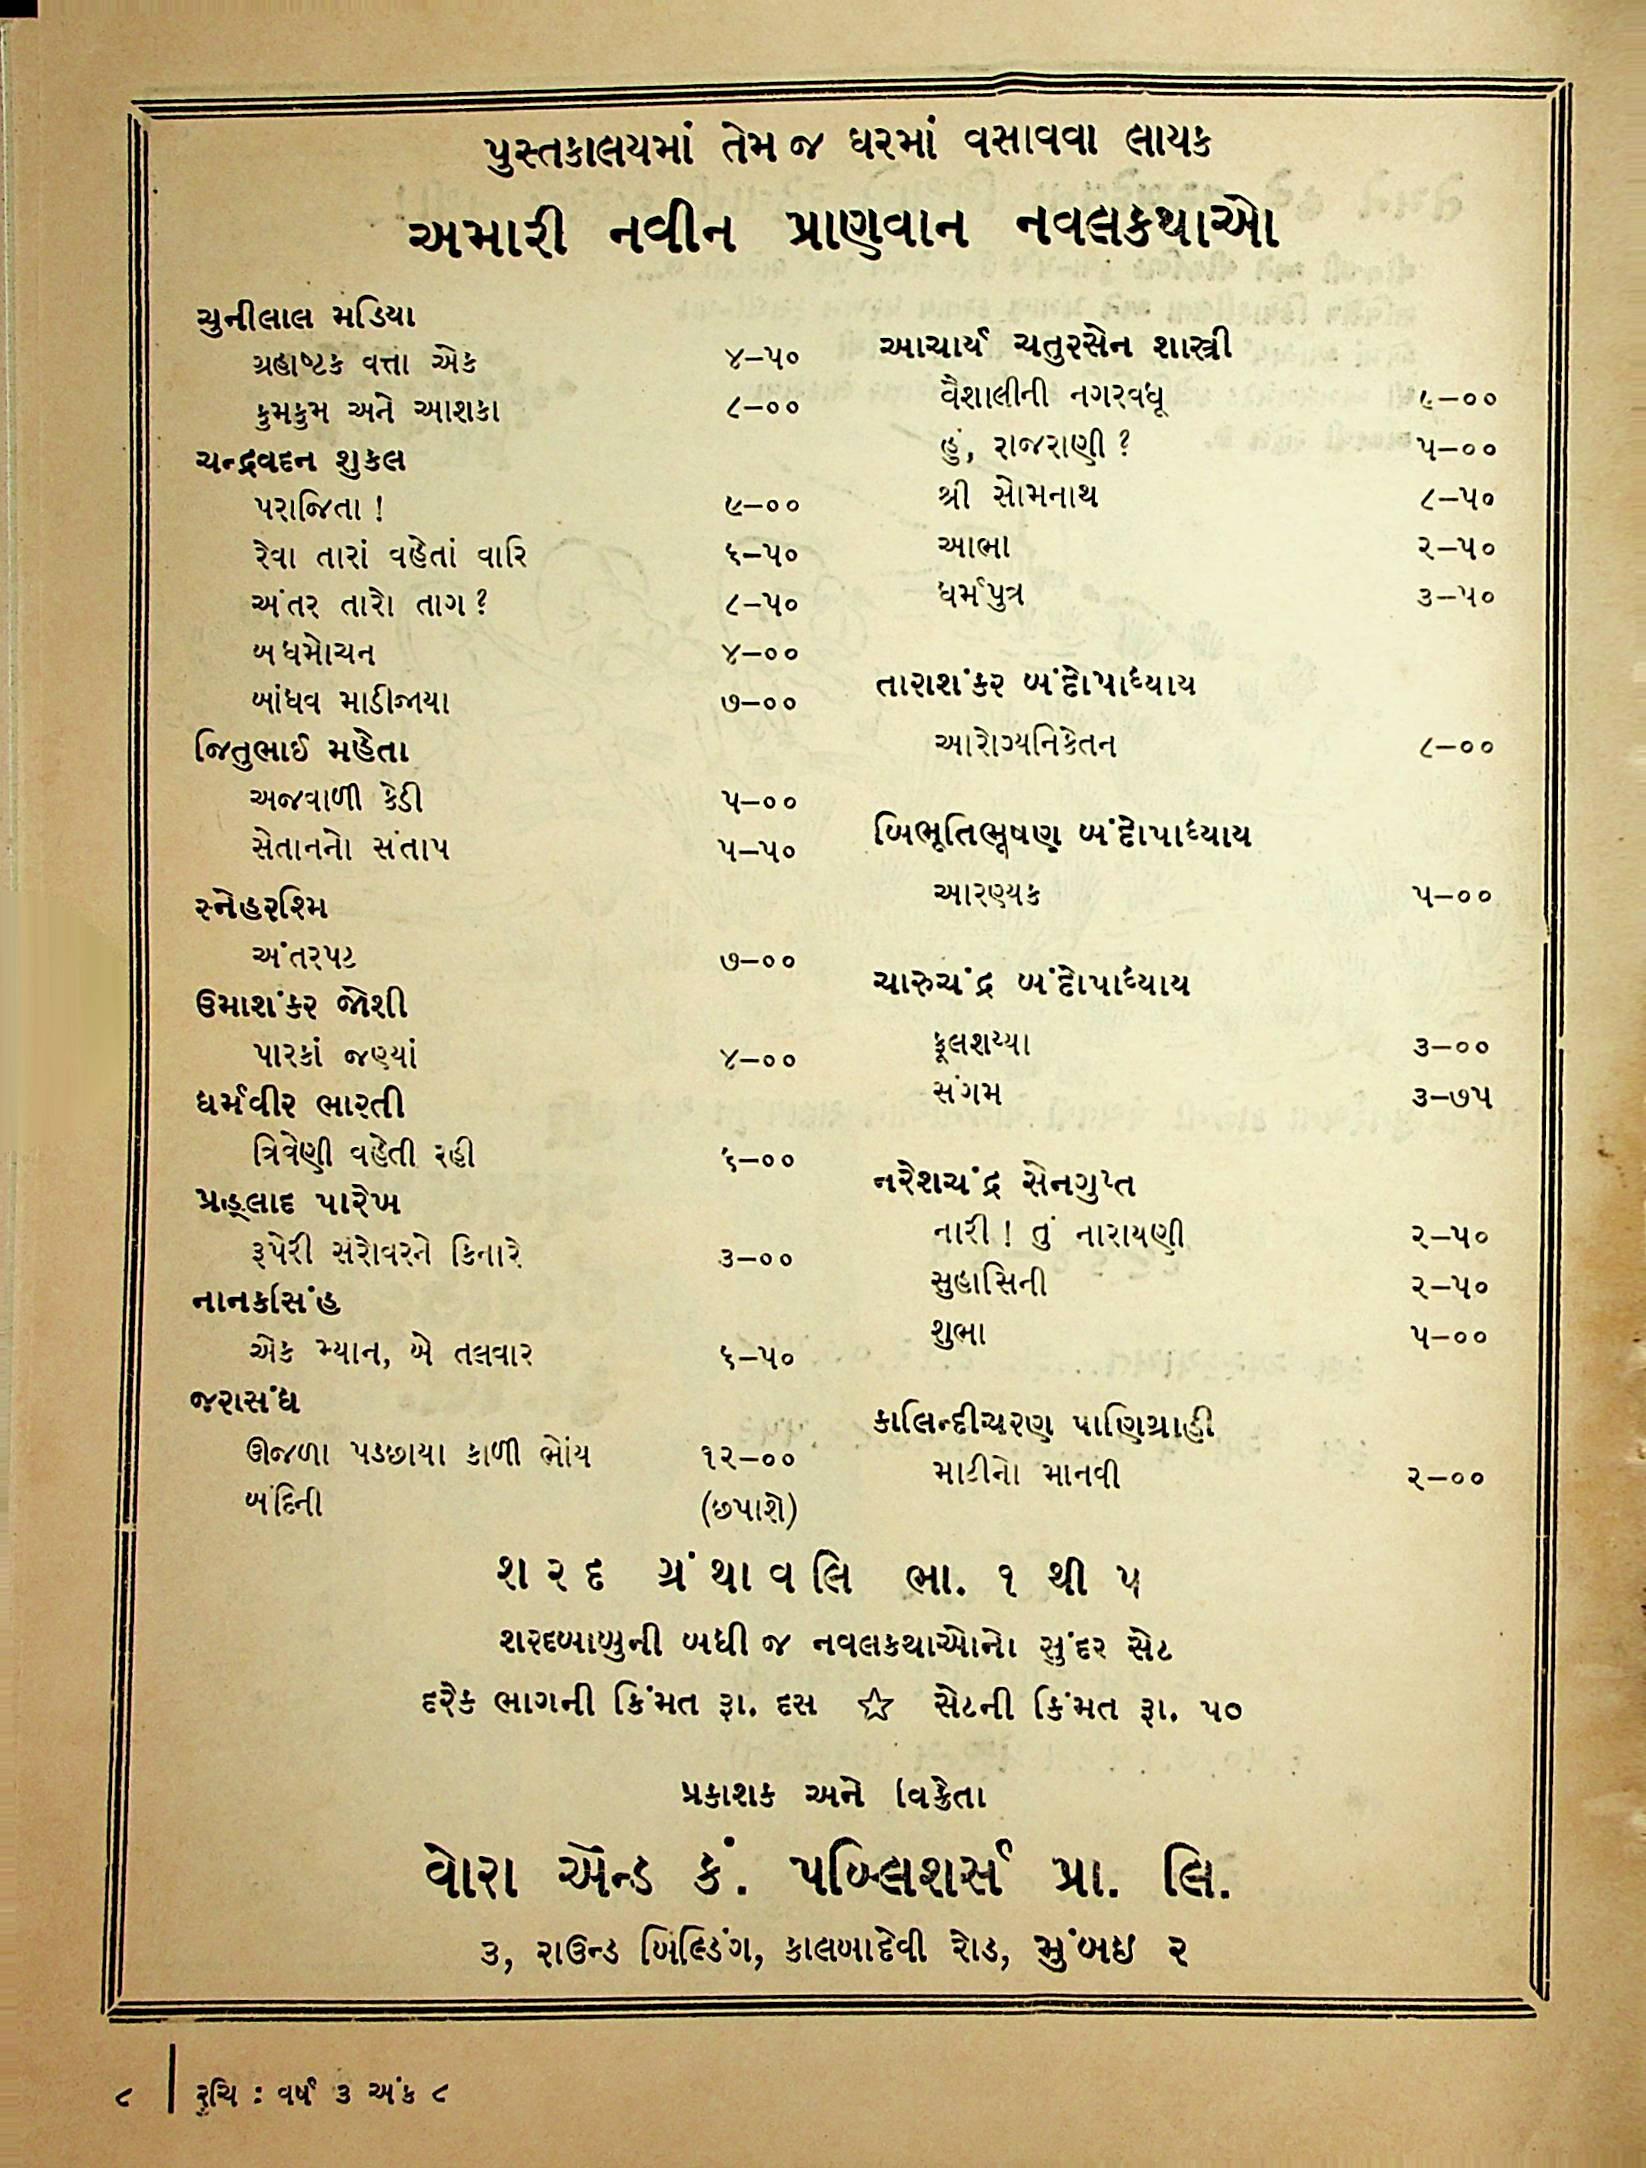 પુસ્તકાલયમાં તેમ જ ઘરમાં વસાવવા લાયક
અમારી નવીન પ્રાણવાન નવલકથાઓ
ચુનીલાલ મડિયા
ગ્રહાષ્ટક વત્તા એક ૪–૫૦
કુમકુમ અને આશકા ૮–૦૦
ચન્દ્રવદન શુકલ
પરાજિતા ! ૯–૦૦
રેવા તારાં વહેતાં વારિ ૬–૫૦
અંતર તારો તાગ ? ૮–૫૦
બધમોચન ૪–૦૦
બાંધવ માડીજાયા ૭–૦૦
જિતુભાઈ મહેતા
અજવાળી કેડી ૫–૦૦
સેતાનનો સંતાપ ૫–૫૦
સ્નેહરશ્મિ
અંતરપટ ૭–૦૦
ઉમાશંકર જોશી
પારકાં જણ્યાં ૪–૦૦
ધર્મવીર ભારતી
ત્રિવેણી વહેતી રહી ૬–૦૦
પ્રહ્લાદ પારેખ
રૂપેરી સરોવરને કિનારે ૩–૦૦
નાનકસિંહ
એક મ્યાન, બે તલવાર ૬–૫૦
જરાસંધ
ઊજળા પડછાયા કાળી ભોંય ૧૨–૦૦
બંદિની (છપાશે)
આચાર્ય ચતુરસેન શાસ્ત્રી
વૈશાલીની નગરવધૂ ૯–૦૦
હું, રાજરાણી ? ૫–૦૦
શ્રી સોમનાથ ૮–૫૦
આભા ૨–૫૦
ધર્મપુત્ર ૩–૫૦
તારાશંકર બંદોપાધ્યાય
આરોગ્યનિકેતન ૮–૦૦
બિભૂતિભૂષણ બંદોપાધ્યાય
આરણ્યક ૫–૦૦
ચારુચંદ્ર બંદોપાધ્યાય
ફૂલશય્યા ૩–૦૦
સંગમ ૩–૭૫
નરેશચંદ્ર સેનગુપ્ત
નારી ! તું નારાયણી ૨–૫૦
સુહાસિની ૨–૫૦
શુભા ૫–૦૦
કાલિન્દીચરણ પાણિગ્રાહી
માટીનો માનવી ૨–૦૦
શરદ ગ્રંથાવલિ ભા. ૧ થી ૫
શરદબાબુની બધી જ નવલકથાઓનો સુંદર સેટ
દરેક ભાગની કિંમત રૂા. દસ ☆ સેટની કિંમત રૂા. ૫૦
પ્રકાશક અને વિક્રેતા
વોરા ઍન્ડ કં. પબ્લિશર્સ પ્રા. લિ.
૩, રાઉન્ડ બિલ્ડિંગ, કાલબાદેવી રોડ, મુંબઇ ૨
૮ | રુચિ : વર્ષ ૩ અંક ૮